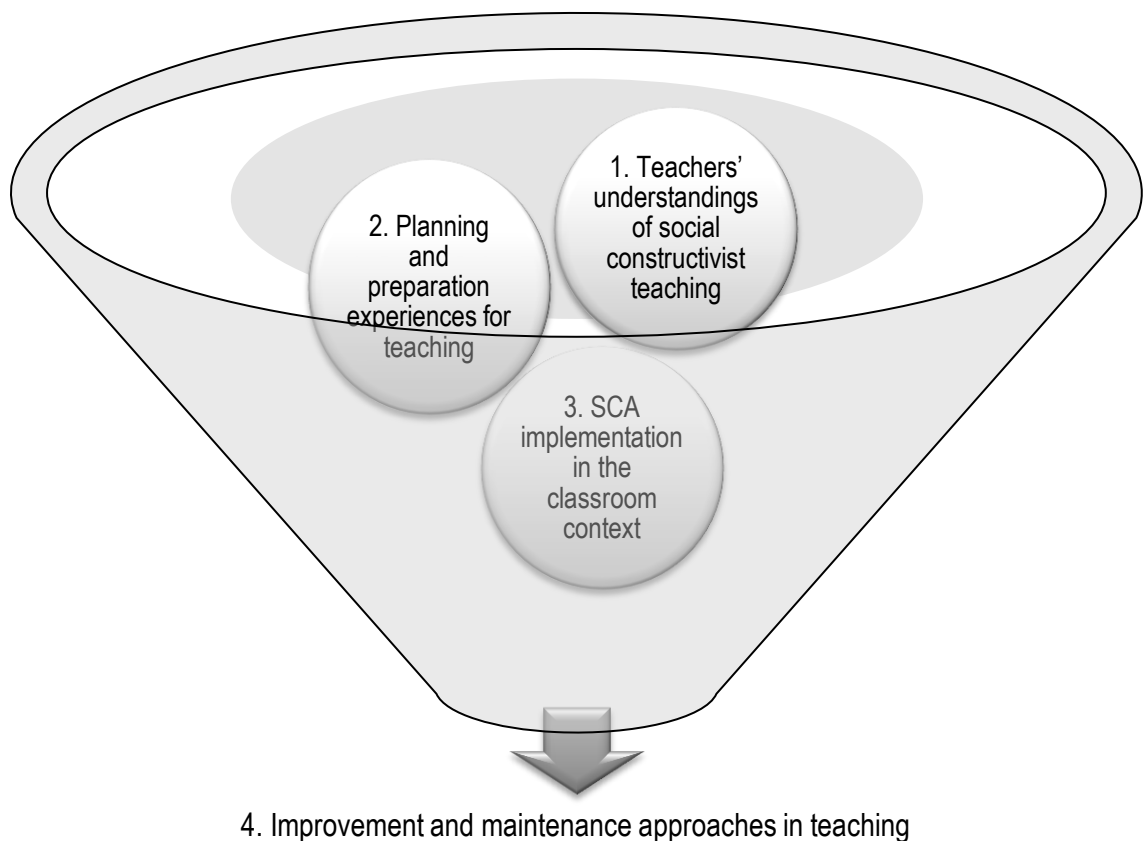 1. Teachers’
understandings
of social
constructivist
teaching
2. Planning
and
preparation
experiences for
teaching
3. SCA
implementation
in the
classroom
context
4. Improvement and maintenance approaches in teaching